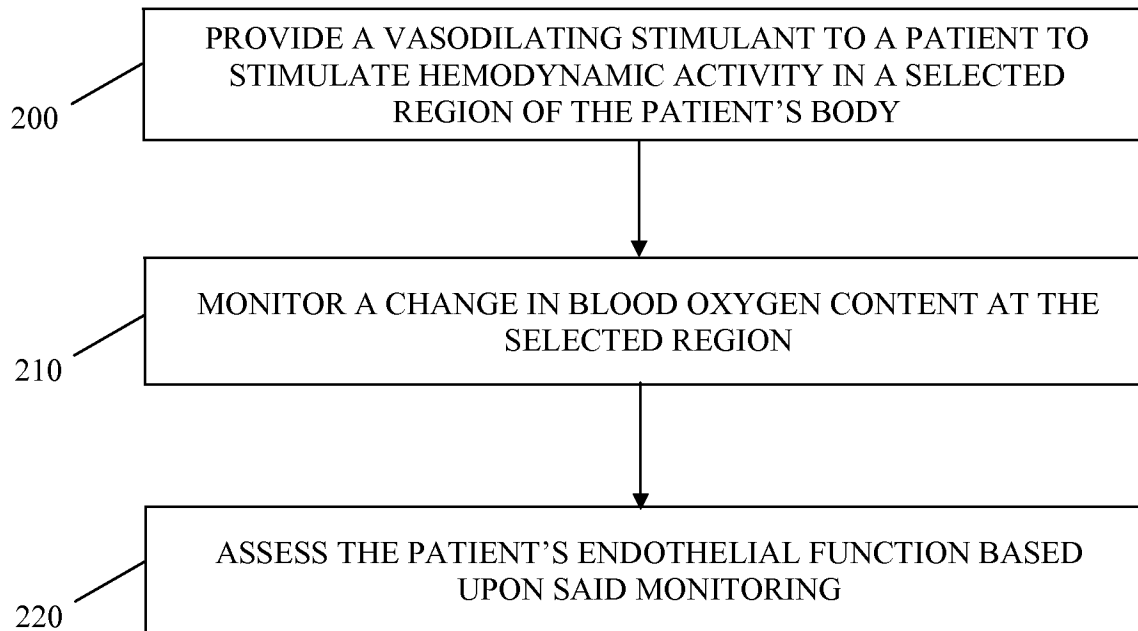 PROVIDE A VASODILATING STIMULANT TO A PATIENT TO
STIMULATE HEMODYNAMIC ACTIVITY IN A SELECTED
REGION OF THE PATIENT'S BODY
200
MONITOR A CHANGE IN BLOOD OXYGEN CONTENT AT THE
SELECTED REGION
210
ASSESS THE PATIENT'S ENDOTHELIAL FUNCTION BASED
UPON SAID MONITORING
220